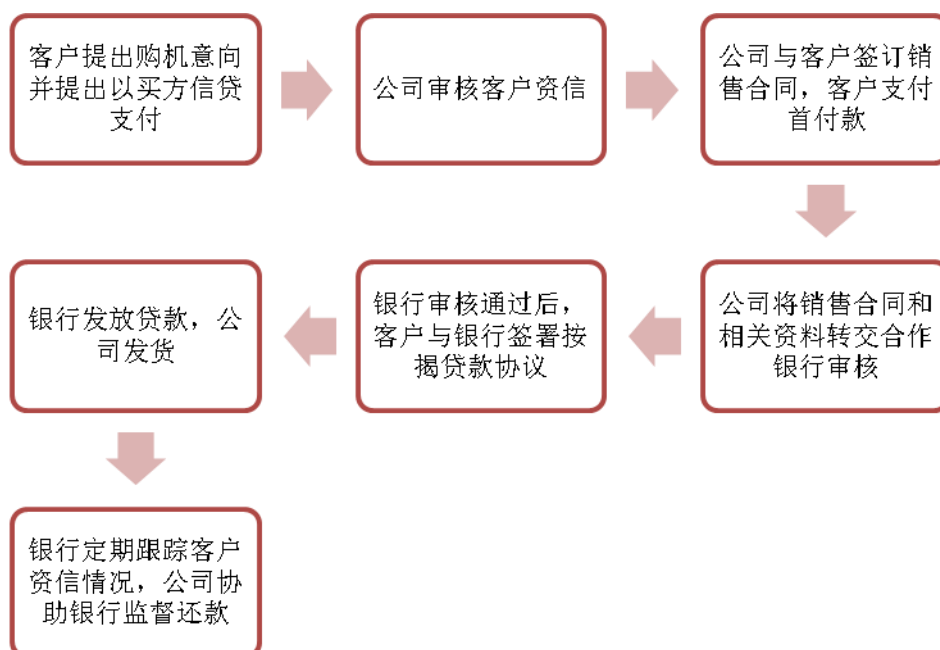 客户提出购机意向
并提出以买方信贷
支付
公司审核客户资信
公司与客户签订销
售合同，客户支付
首付款
公司将销售合同和
相关资料转交合作
银行审核
银行审核通过后，
客户与银行签署按
揭贷款协议
银行发放贷款，公
司发货
银行定期跟踪客户
资信情况，公司协
助银行监督还款